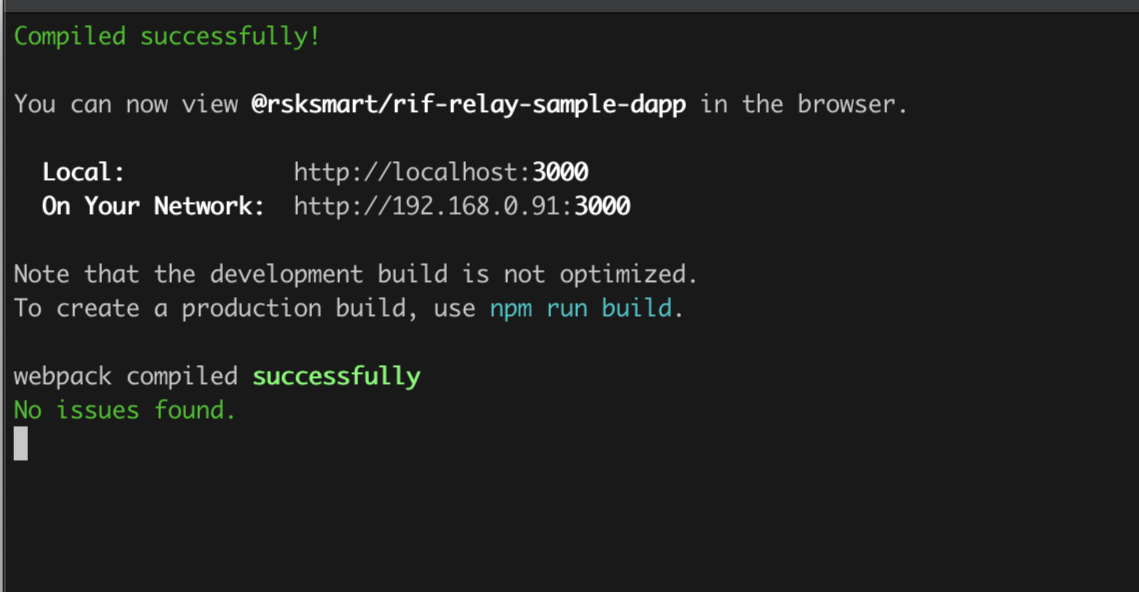 Compiled successfully!
You can now view @rsksmart/rif-relay-sample-dapp in the browser.
Local: http://localhost:3000
On Your Network: http://192.168.0.91:3000
Note that the development build is not optimized.
To create a production build, use npm run build.
webpack compiled successfully
No issues found.